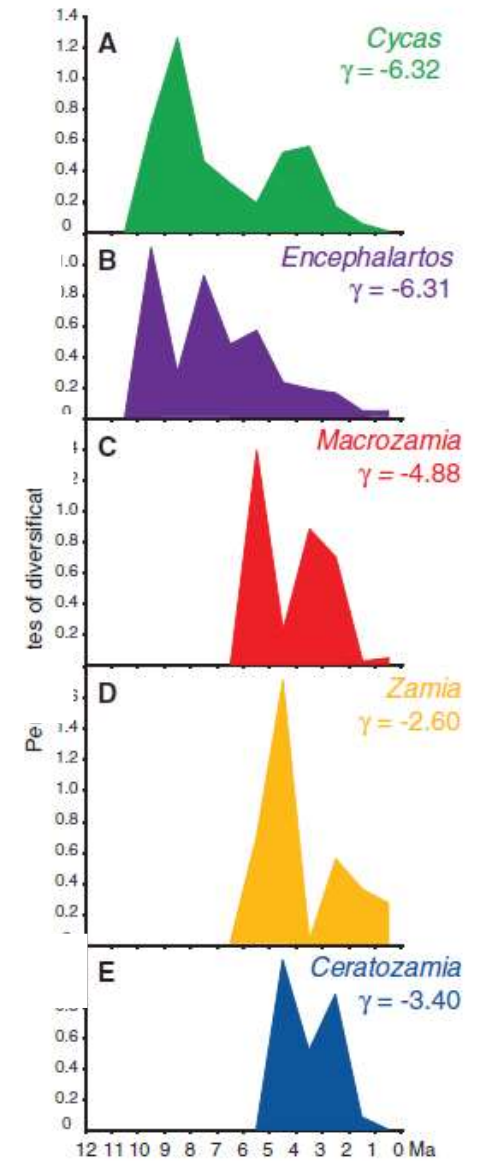 1.4
A
Cycas
γ = -6.32
1.2
1.0
0.8
0.6
0.4
0.2
0
B
Encephalartos
γ = -6.31
0.6
0.4
0.2
0
C
Macrozamia
γ = -4.88
1.0
0.8
0.6
0.4
0.2
tes of diversificat
D
Zamia
γ = -2.60
1.2
1.0
0.8
0.6
0.4
0.2
E
Ceratozamia
γ = -3.40
0.6
0.4
0.2
0
12 11 10 9 8 7 6 5 4 3 2 1 0 Ma